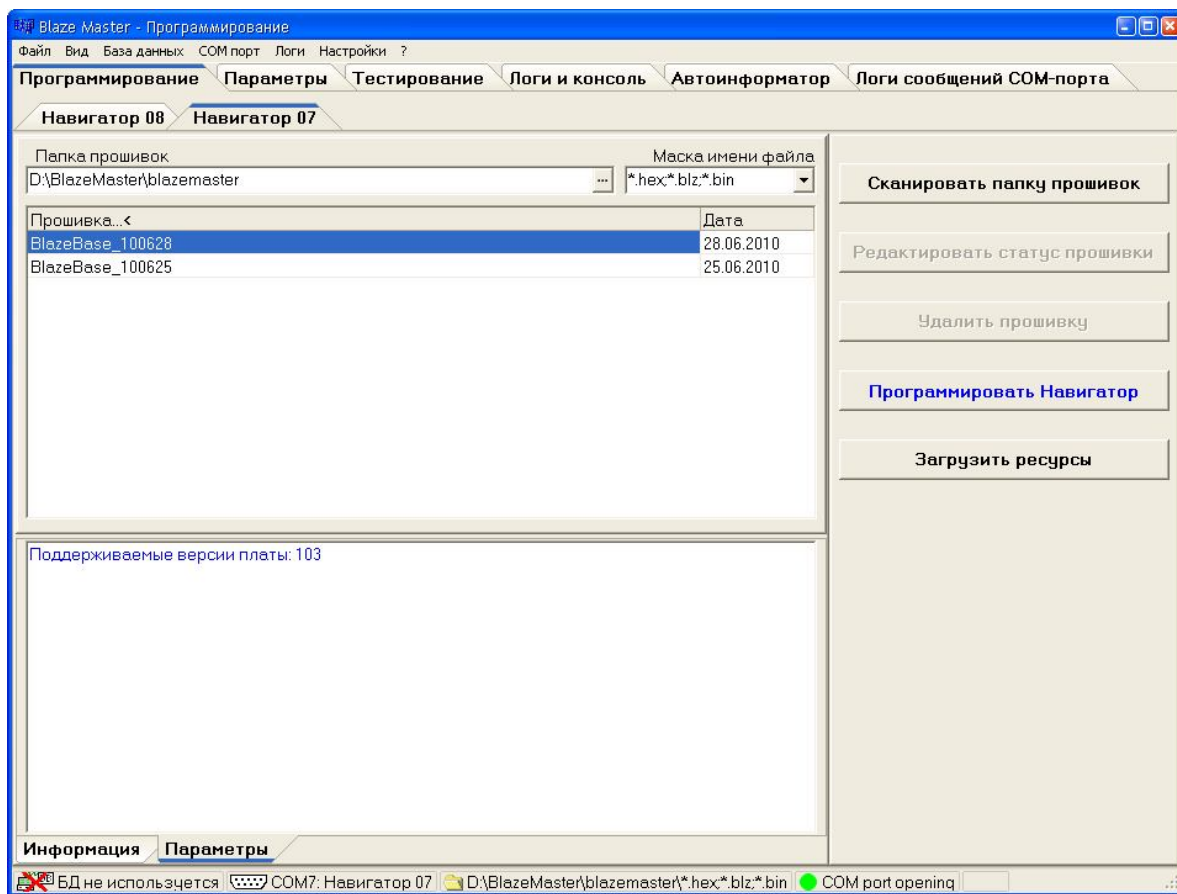 Blaze Master - Программирование
Файл Вид База данных COM порт Логи Настройки ?
Программирование Параметры Тестирование Логи и консоль Автоинформатор Логи сообщений COM-порта
Навигатор 08 Навигатор 07
Папка прошивок Маска имени файла
D:\BlazeMaster\blazemaster ... *.hex;*.blz;*.bin
Прошивка...< Дата
BlazeBase_100628 28.06.2010
BlazeBase_100625 25.06.2010
Сканировать папку прошивок
Редактировать статус прошивки
Удалить прошивку
Программировать Навигатор
Загрузить ресурсы
Поддерживаемые версии платы: 103
Информация Параметры
БД не используется COM7: Навигатор 07 D:\BlazeMaster\blazemaster\*.hex;*.blz;*.bin COM port opening